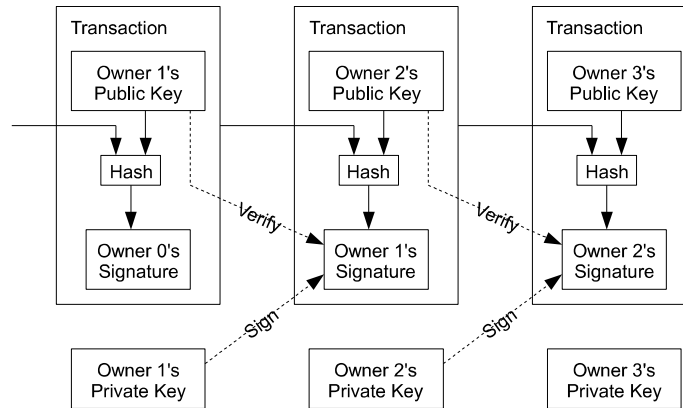 Transaction
Transaction
Transaction
Owner 1's
Public Key
Owner 2's
Public Key
Owner 3's
Public Key
Hash
Hash
Hash
Verify
Verify
Owner 0's
Signature
Owner 1's
Signature
Owner 2's
Signature
Sign
Sign
Owner 1's
Private Key
Owner 2's
Private Key
Owner 3's
Private Key